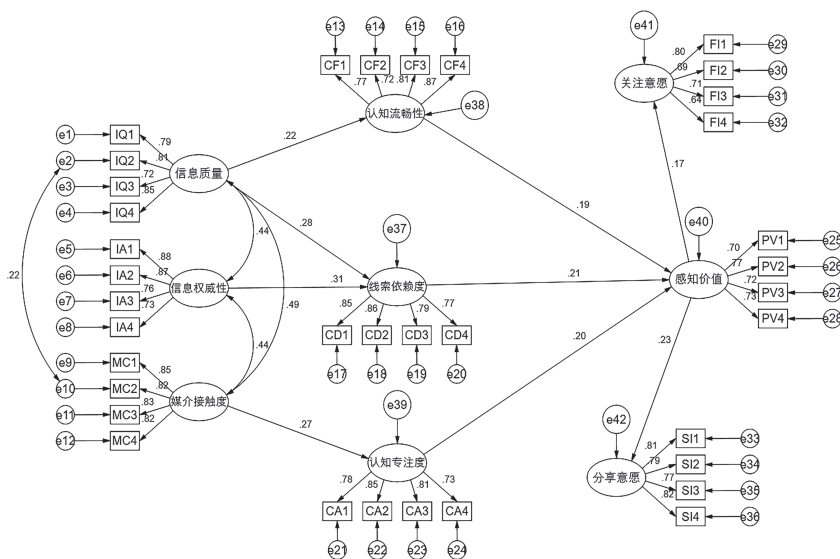 e13 e14 e15 e16
CF1 CF2 CF3 CF4
.77 .72 .81 .87
认知流畅性
e38
e41
关注意愿
.80 FI1 e29
.69 FI2 e30
.71 FI3 e31
.64 FI4 e32
e1 IQ1 .79
e2 IQ2 .81
e3 IQ3 .72
e4 IQ4 .85
信息质量
.22
.28
.44
.49
e5 IA1 .88
e6 IA2 .87
e7 IA3 .76
e8 IA4 .73
信息权威性
.31
.44
.22
e9 MC1 .85
e10 MC2 .82
e11 MC3 .83
e12 MC4 .82
媒介接触度
.27
e37
线索依赖度
.85 .86 .79 .77
CD1 CD2 CD3 CD4
e17 e18 e19 e20
.19
.21
.20
.17
.23
e40
感知价值
.70 PV1 e25
.77 PV2 e26
.72 PV3 e27
.73 PV4 e28
e39
认知专注度
.78 .85 .81 .73
CA1 CA2 CA3 CA4
e21 e22 e23 e24
e42
分享意愿
.81 SI1 e33
.79 SI2 e34
.77 SI3 e35
.82 SI4 e36